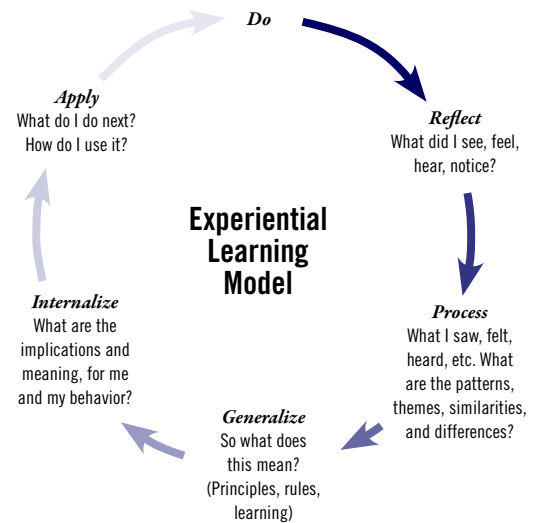 Do
Reflect
What did I see, feel,
hear, notice?
Process
What I saw, felt,
heard, etc. What
are the patterns,
themes, similarities,
and differences?
Generalize
So what does
this mean?
(Principles, rules,
learning)
Internalize
What are the
implications and
meaning, for me
and my behavior?
Apply
What do I do next?
How do I use it?
Experiential
Learning
Model